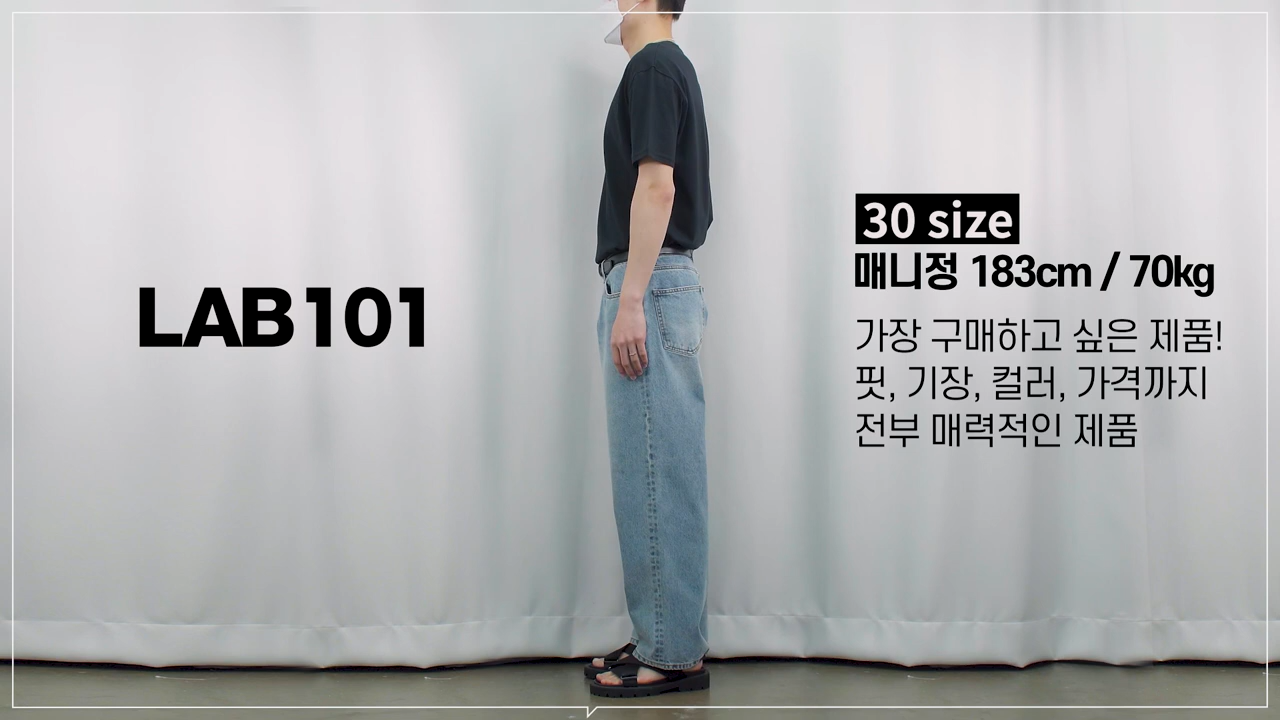 LAB101
30 size
매니정 183cm / 70kg
가장 구매하고 싶은 제품!
핏, 기장, 컬러, 가격까지
전부 매력적인 제품